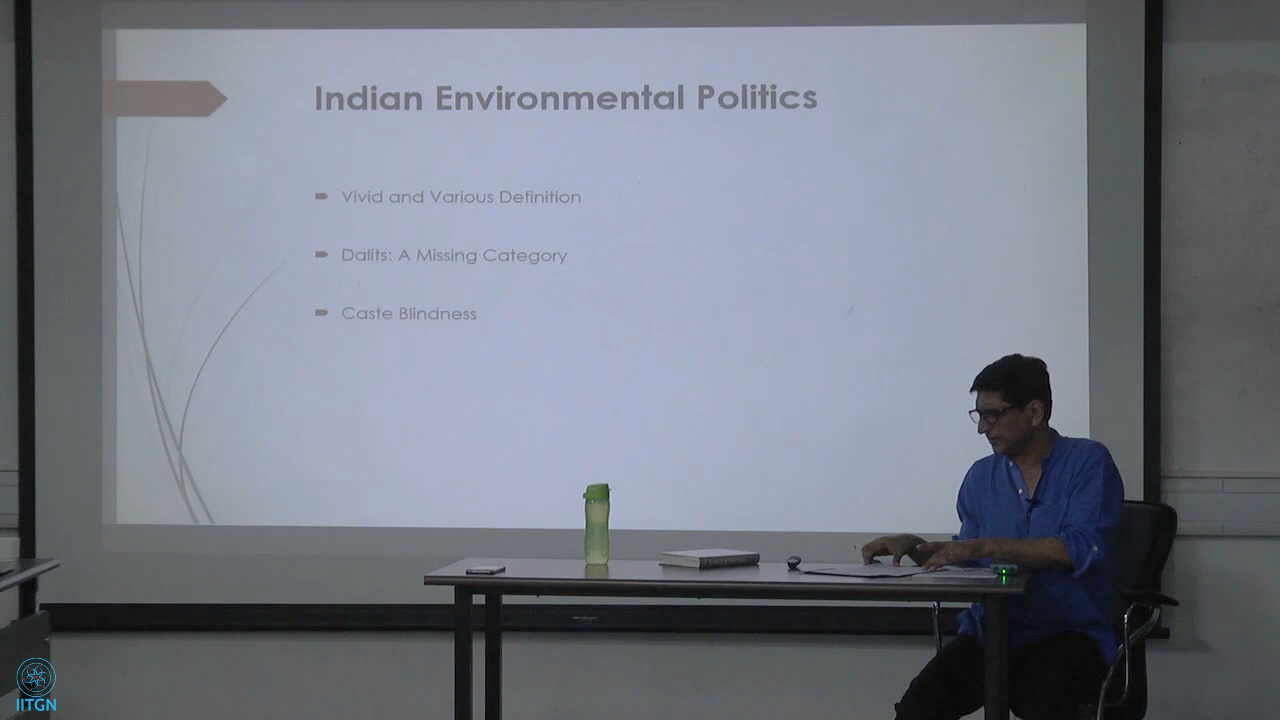 Indian Environmental Politics
Vivid and Various Definition
Dalits: A Missing Category
Caste Blindness
IITGN